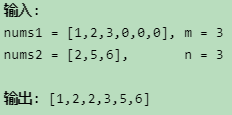 输入:
nums1 = [1,2,3,0,0,0], m = 3
nums2 = [2,5,6], n = 3
输出: [1,2,2,3,5,6]